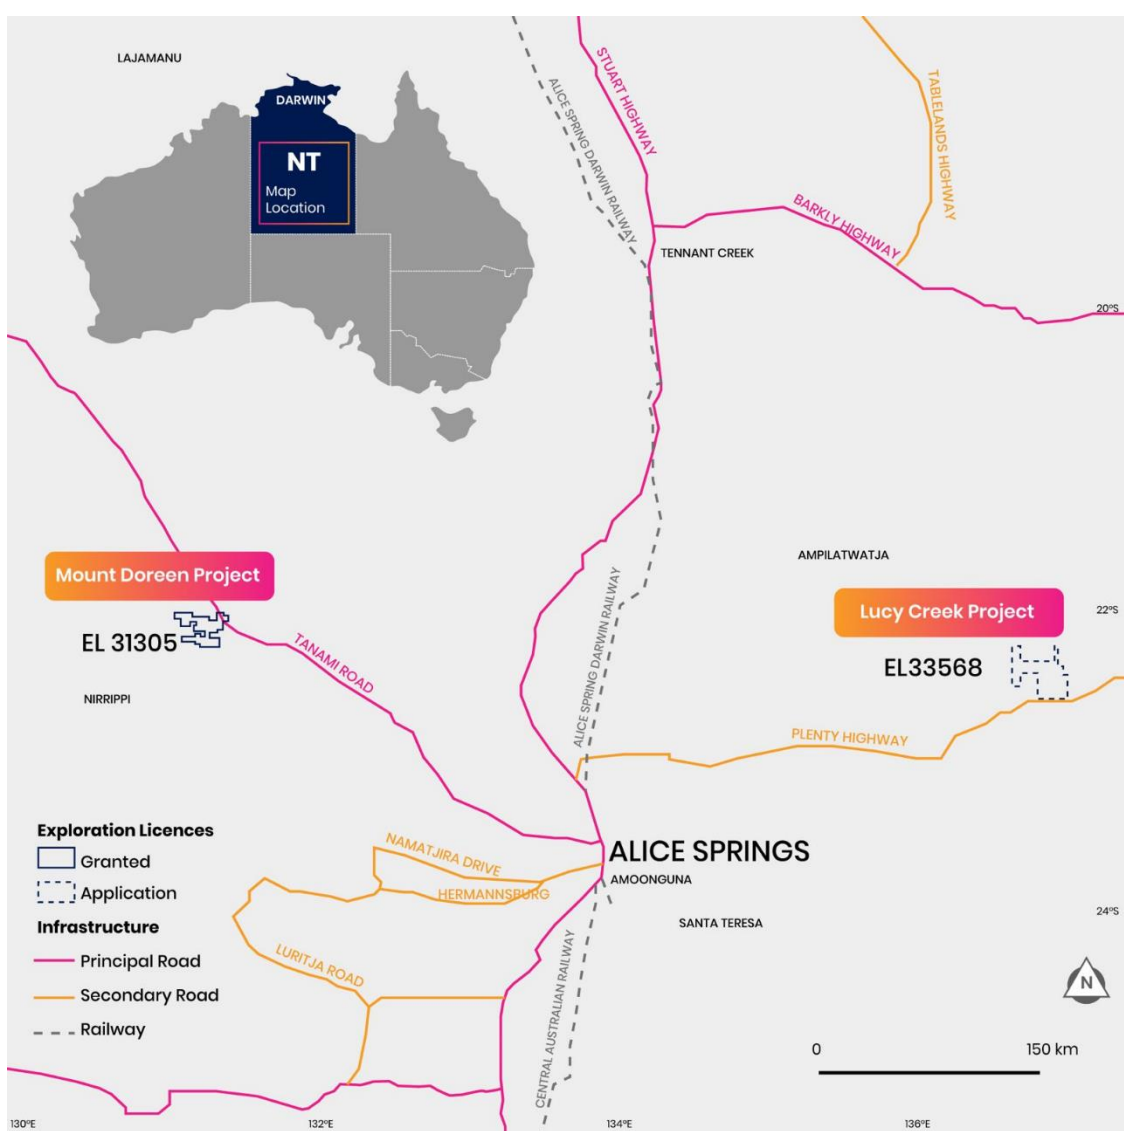 LAJAMANU
DARWIN
NT
Map
Location
ALICE SPRING DARWIN RAILWAY
STUART HIGHWAY
TABLELANDS HIGHWAY
BARKLY HIGHWAY
TENNANT CREEK
20°S
Mount Doreen Project
EL 31305
NIRRIPPI
TANAMI ROAD
ALICE SPRING DARWIN RAILWAY
AMPILATWATJA
Lucy Creek Project
22°S
EL33568
PLENTY HIGHWAY
Exploration Licences
Granted
Application
Infrastructure
Principal Road
Secondary Road
Railway
NAMATJIRA DRIVE
HERMANNSBURG
LURITJA ROAD
ALICE SPRINGS
AMOONGUNA
SANTA TERESA
24°S
CENTRAL AUSTRALIAN RAILWAY
N
0 150 km
130°E 132°E 134°E 136°E